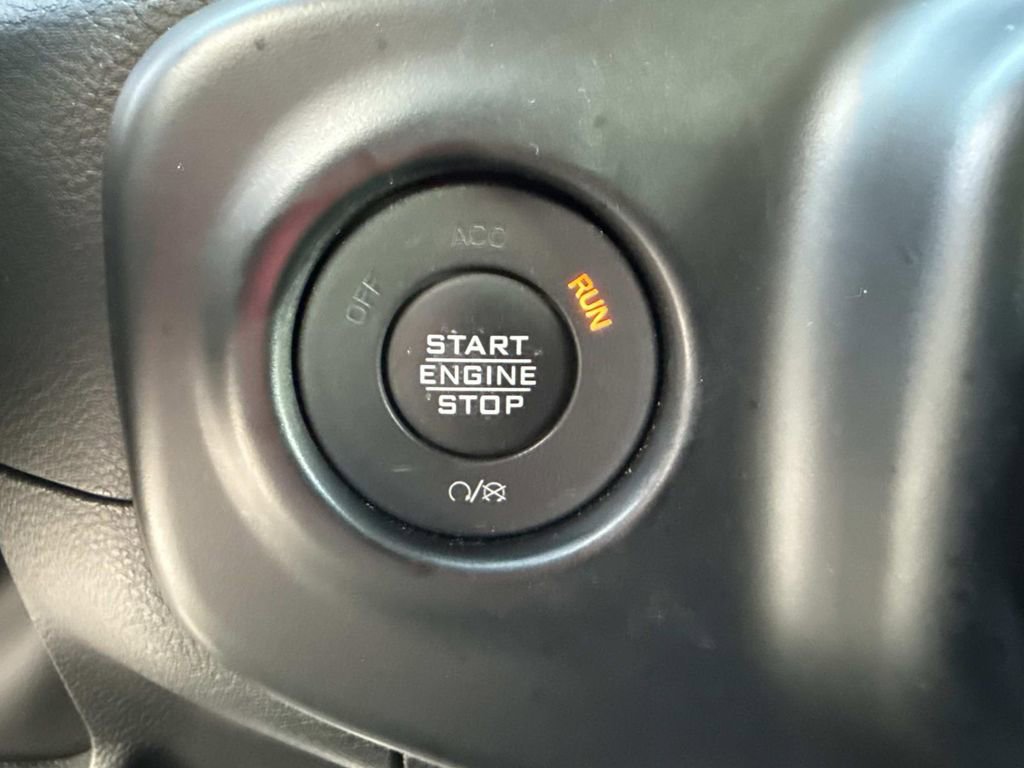 ACC
OFF
RUN
START
ENGINE
STOP